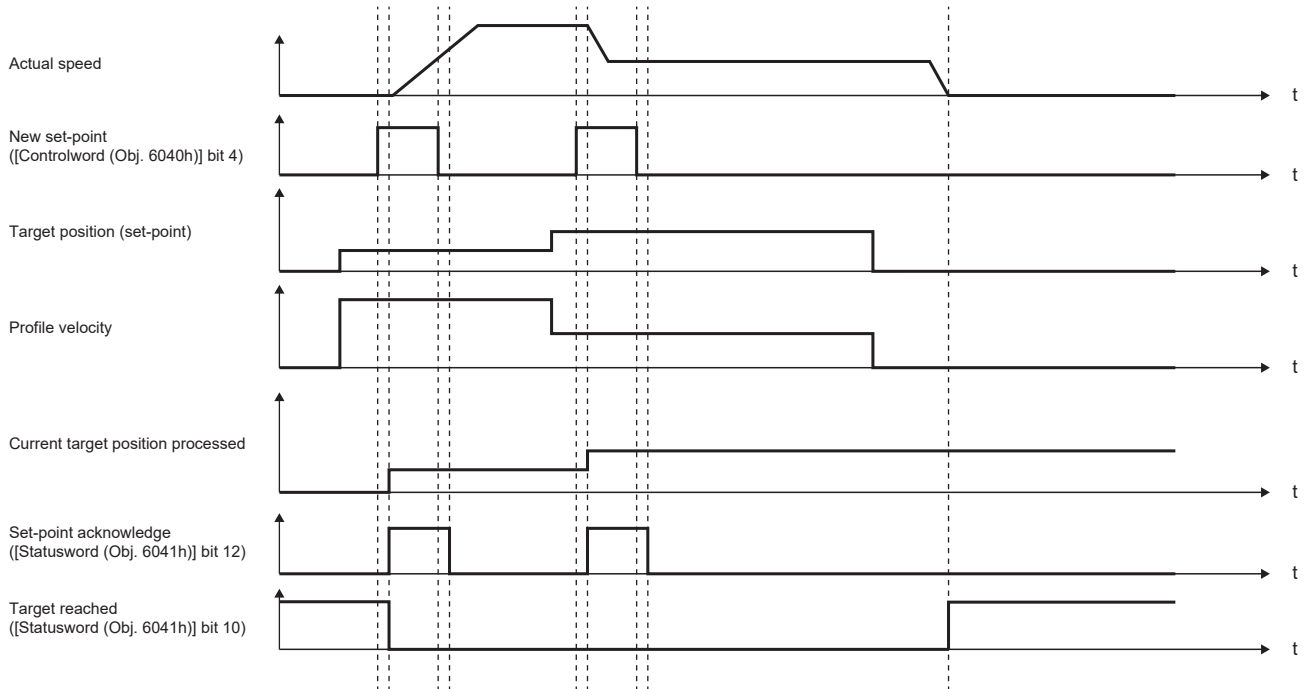 Actual speed
t
New set-point
([Controlword (Obj. 6040h)] bit 4)
t
Target position (set-point)
t
Profile velocity
t
Current target position processed
t
Set-point acknowledge
([Statusword (Obj. 6041h)] bit 12)
t
Target reached
([Statusword (Obj. 6041h)] bit 10)
t